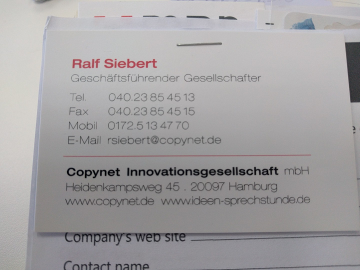 Ralf Siebert
Geschäftsführender Gesellschafter
Tel. 040.23 85 45 13
Fax 040.23 85 45 15
Mobil 0172.5 13 47 70
E-Mail rsiebert@copynet.de
Copynet Innovationsgesellschaft mbH
Heidenkampsweg 45 . 20097 Hamburg
www.copynet.de www.ideen-sprechstunde.de
Company's web site
Contact name